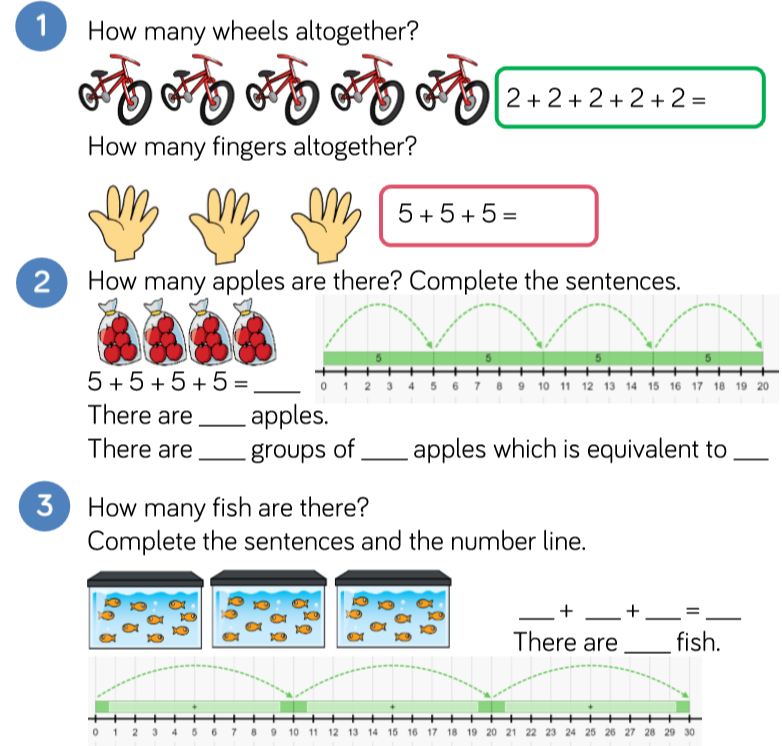 1
How many wheels altogether?
2 + 2 + 2 + 2 + 2 =
How many fingers altogether?
5 + 5 + 5 =
2
How many apples are there? Complete the sentences.
5 5 5 5
0 1 2 3 4 5 6 7 8 9 10 11 12 13 14 15 16 17 18 19 20
5 + 5 + 5 + 5 = ____
There are ____ apples.
There are ____ groups of ____ apples which is equivalent to ____
3
How many fish are there?
Complete the sentences and the number line.
____ + ____ + ____ = ____
There are ____ fish.
+ + +
0 1 2 3 4 5 6 7 8 9 10 11 12 13 14 15 16 17 18 19 20 21 22 23 24 25 26 27 28 29 30